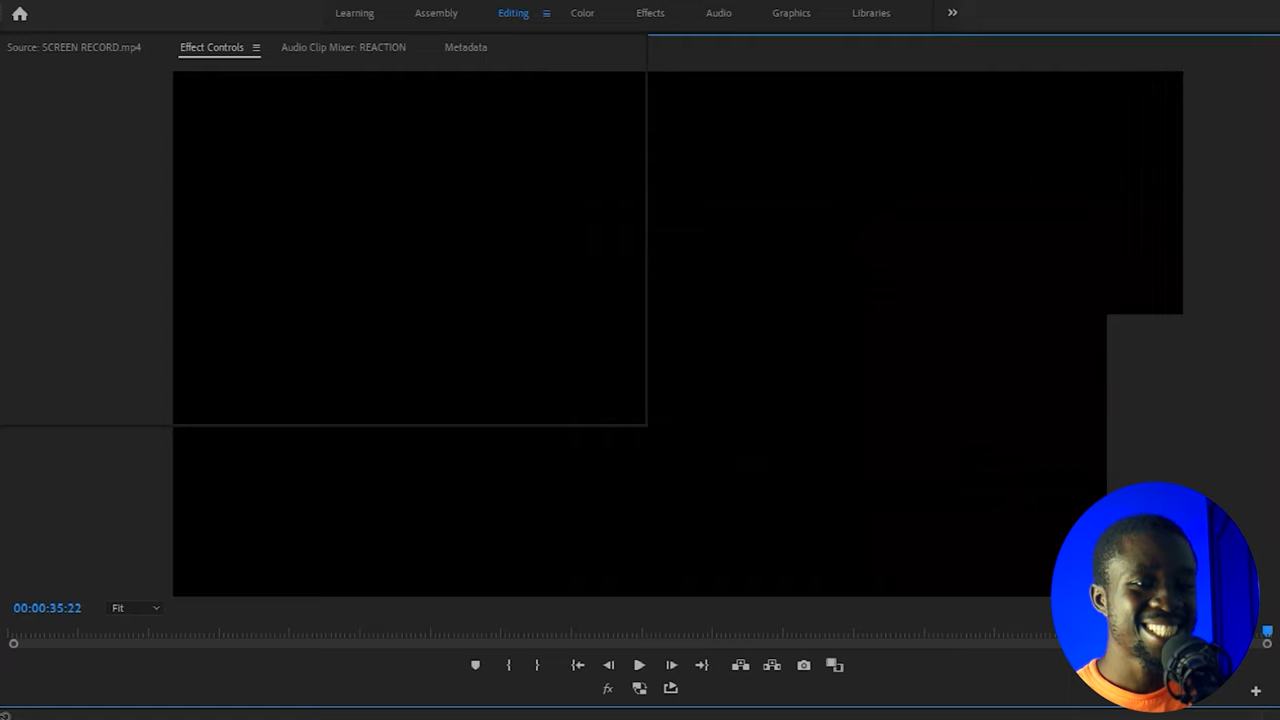 Learning Assembly Editing Color Effects Audio Graphics Libraries
Source: SCREEN RECORD.mp4 Effect Controls Audio Clip Mixer: REACTION Metadata
00:00:35:22 Fit
fx